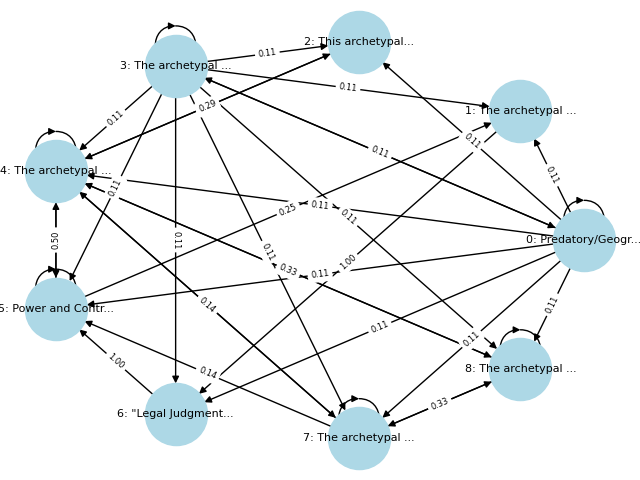 2: This archetypal...
3: The archetypal ...
0.11
0.11
0.29
1: The archetypal ...
0.11
0.11
0.11
4: The archetypal ...
0.11
0.11
0.25
0.11
0.11
0.50
0.11
0.11
0: Predatory/Geogr...
1.00
0.33
0.11
5: Power and Contr...
0.14
0.11
0.11
0.11
1.00
0.14
8: The archetypal ...
0.33
6: "Legal Judgment...
7: The archetypal ...